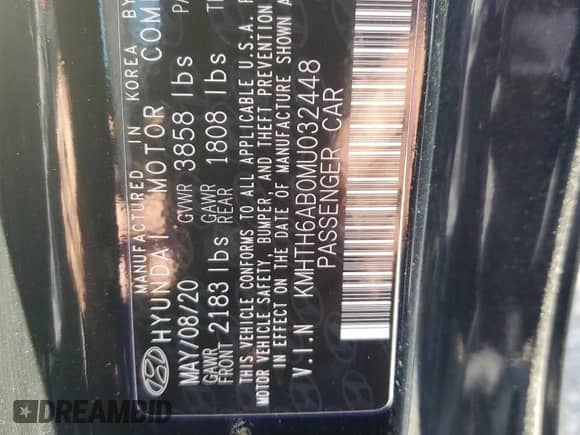 MANUFACTURED IN KOREA BY
HYUNDAI MOTOR COM
MAY/08/20 GVWR 3858 lbs
GAWR FRONT 2183 lbs GAWR REAR 1808 lbs
THIS VEHICLE CONFORMS TO ALL APPLICABLE U.S.A.
MOTOR VEHICLE SAFETY, BUMPER, AND THEFT PREVENTION
IN EFFECT ON THE DATE OF MANUFACTURE SHOWN
V.I.N KMHTH6AB0MU032448
PASSENGER CAR
DREAMBID